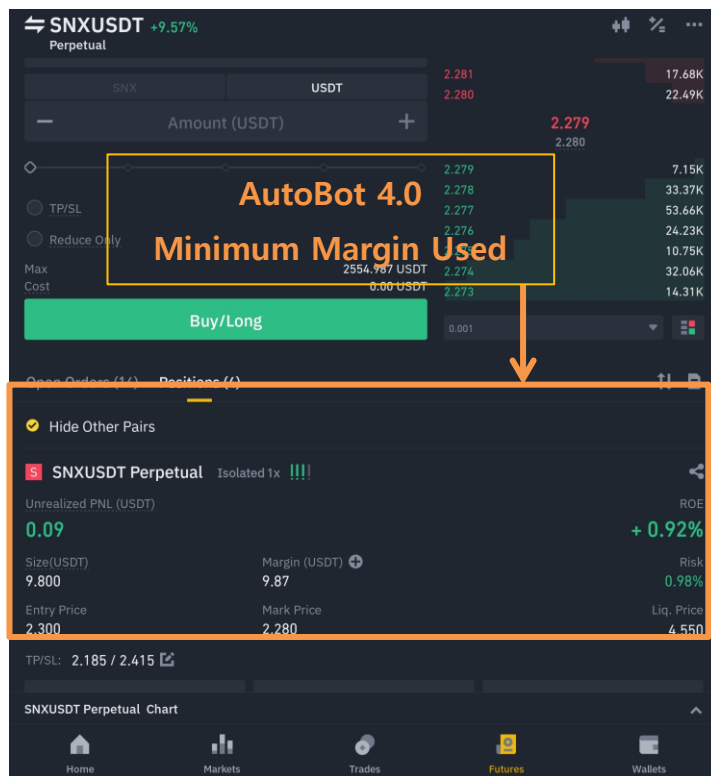 SNXUSDT +9.57%
Perpetual
SNX USDT
Amount (USDT)
TP/SL
Reduce Only
Max 2554.987 USDT
Cost 0.00 USDT
Buy/Long
2.281 17.68K
2.280 22.49K
2.279
2.280
2.279 7.15K
2.278 33.37K
2.277 53.66K
2.276 24.23K
10.75K
2.274 32.06K
2.273 14.31K
0.001
AutoBot 4.0
Minimum Margin Used
Open Orders (14) Positions (4)
Hide Other Pairs
S SNXUSDT Perpetual Isolated 1x
Unrealized PNL (USDT) ROE
0.09 + 0.92%
Size(USDT) Margin (USDT) Risk
9.800 9.87 0.98%
Entry Price Mark Price Liq. Price
2.300 2.280 4.550
TP/SL: 2.185 / 2.415
SNXUSDT Perpetual Chart
Home Markets Trades Futures Wallets